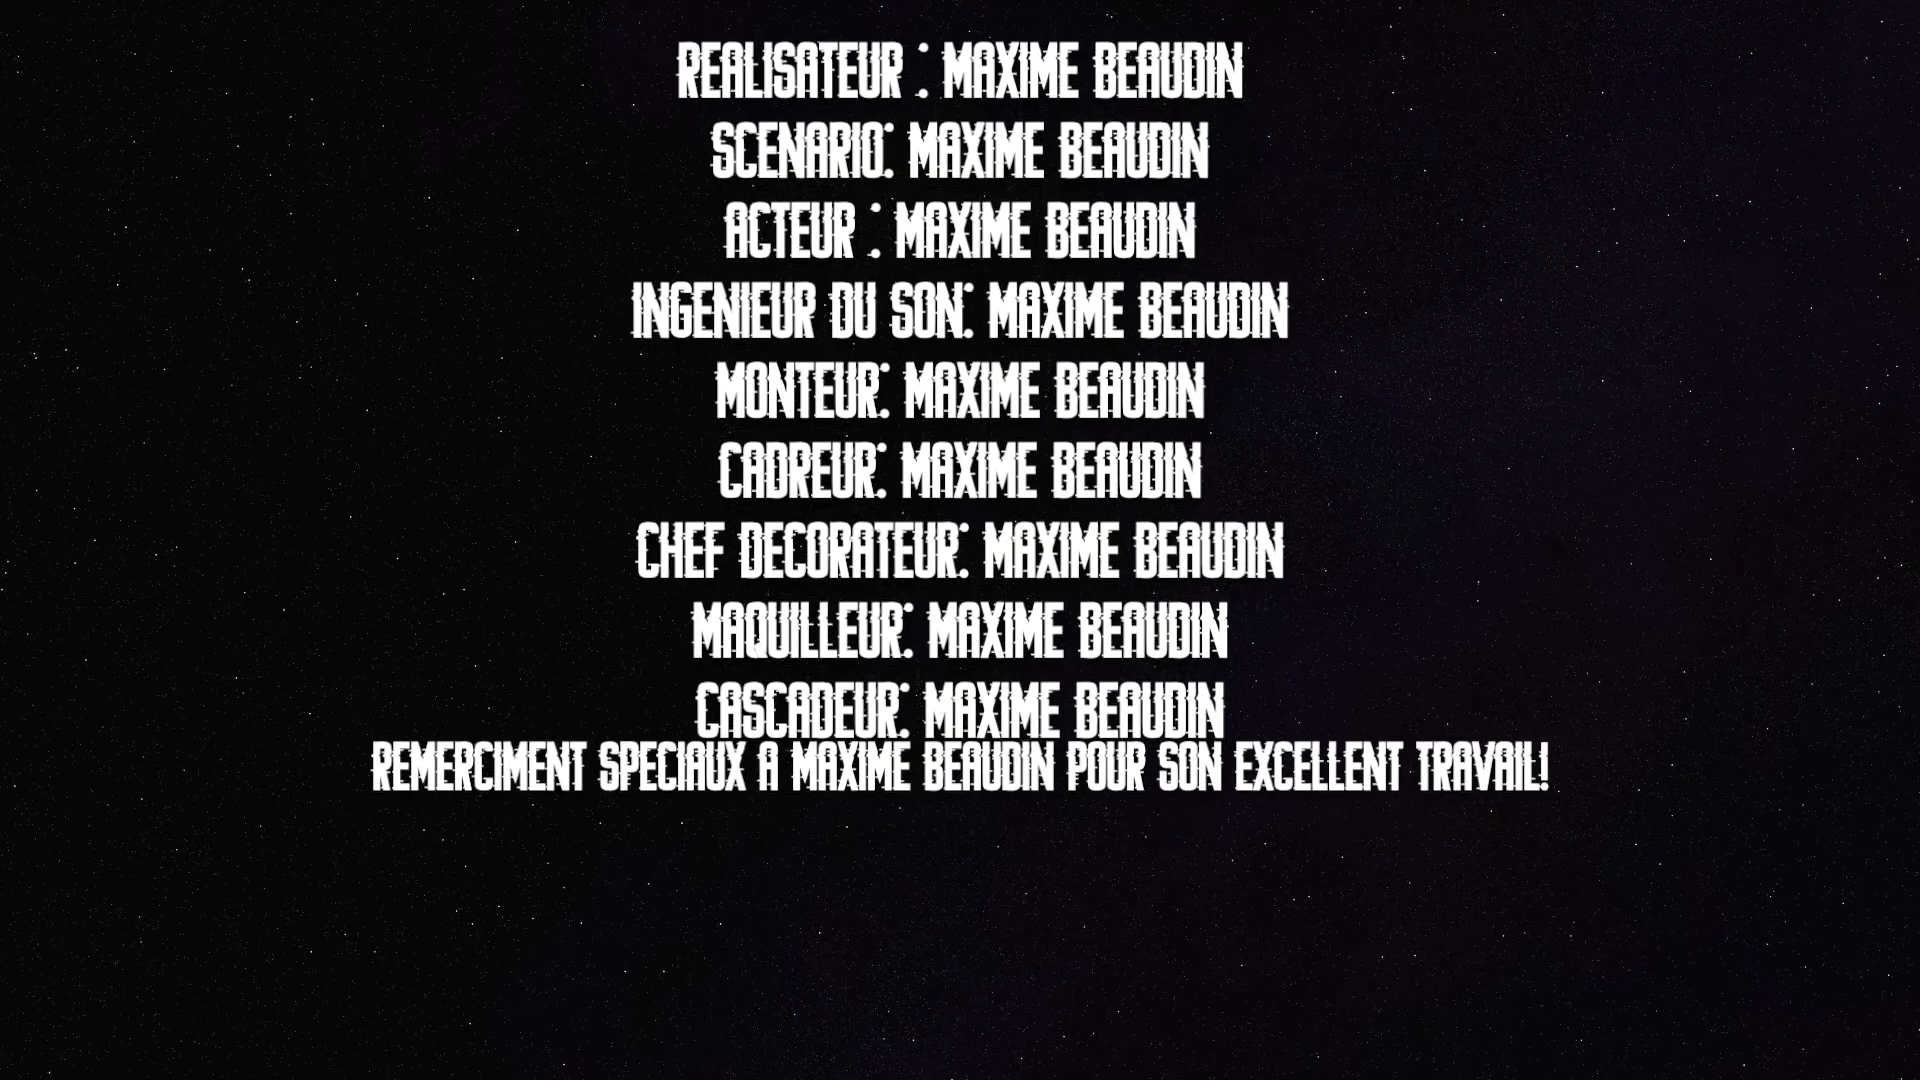 REALISATEUR : MAXIME BEAUDIN
SCENARIO: MAXIME BEAUDIN
ACTEUR : MAXIME BEAUDIN
INGENIEUR DU SON: MAXIME BEAUDIN
MONTEUR: MAXIME BEAUDIN
CADREUR: MAXIME BEAUDIN
CHEF DECORATEUR: MAXIME BEAUDIN
MAQUILLEUR: MAXIME BEAUDIN
CASCADEUR: MAXIME BEAUDIN
REMERCIMENT SPECIAUX A MAXIME BEAUDIN POUR SON EXCELLENT TRAVAIL!